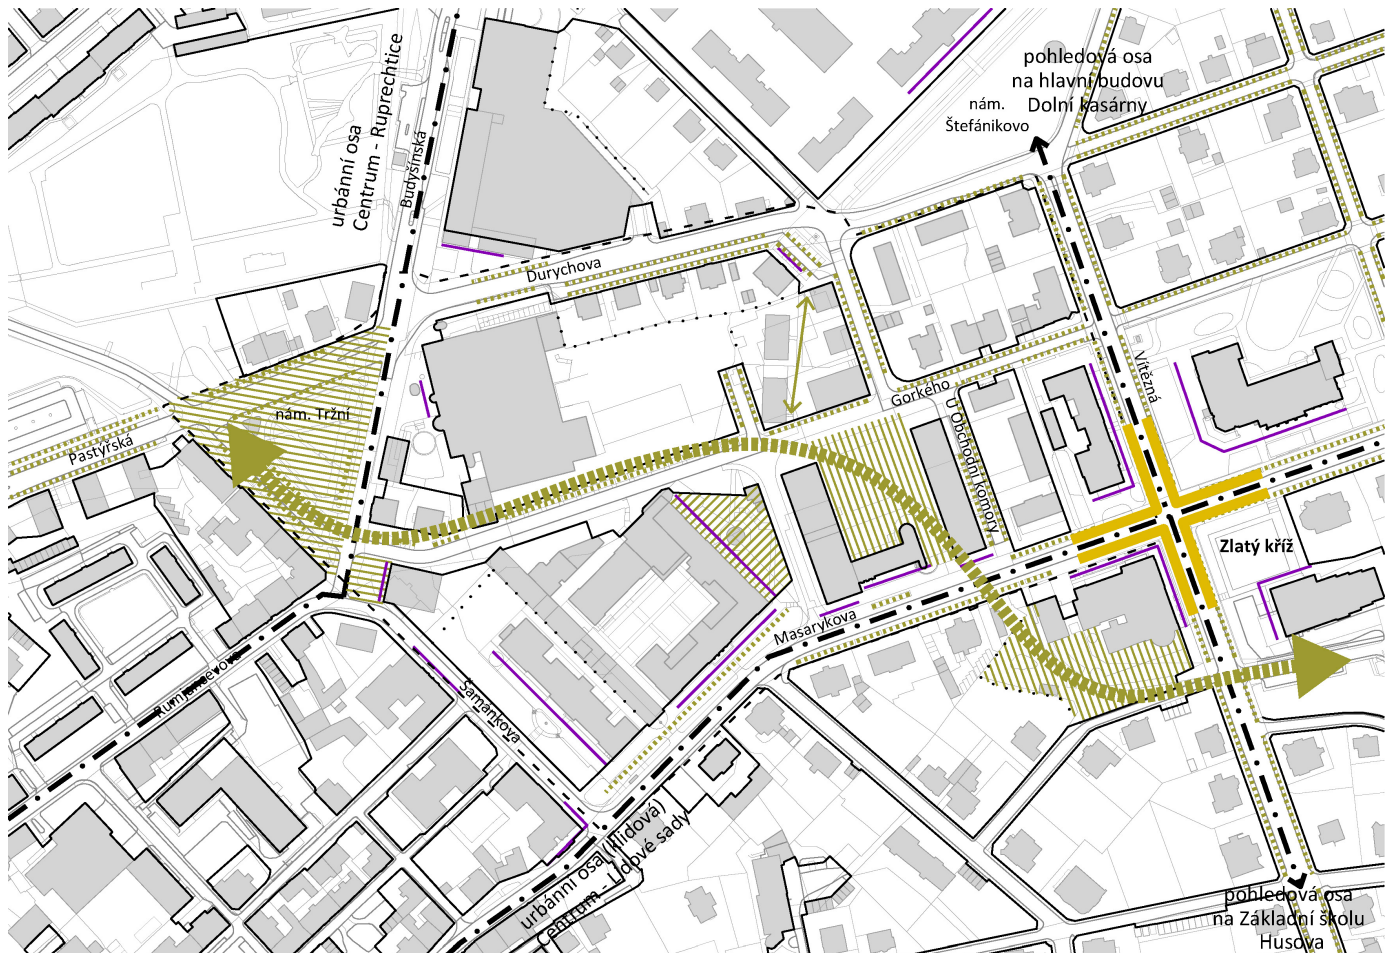 pohledová osa
na hlavní budovu
Dolní kasárny
nám.
Štefánikovo
urbánní osa
Centrum - Ruprechtice
Budyšínská
Durychova
Vítězná
Gorkého
U Obchodní komory
nám. Tržní
Pastýřská
Zlatý kříž
Masarykova
Rumjancevova
Šamánkova
urbánní osa (klidová)
Centrum - Lidové sady
pohledová osa
na Základní školu
Husova